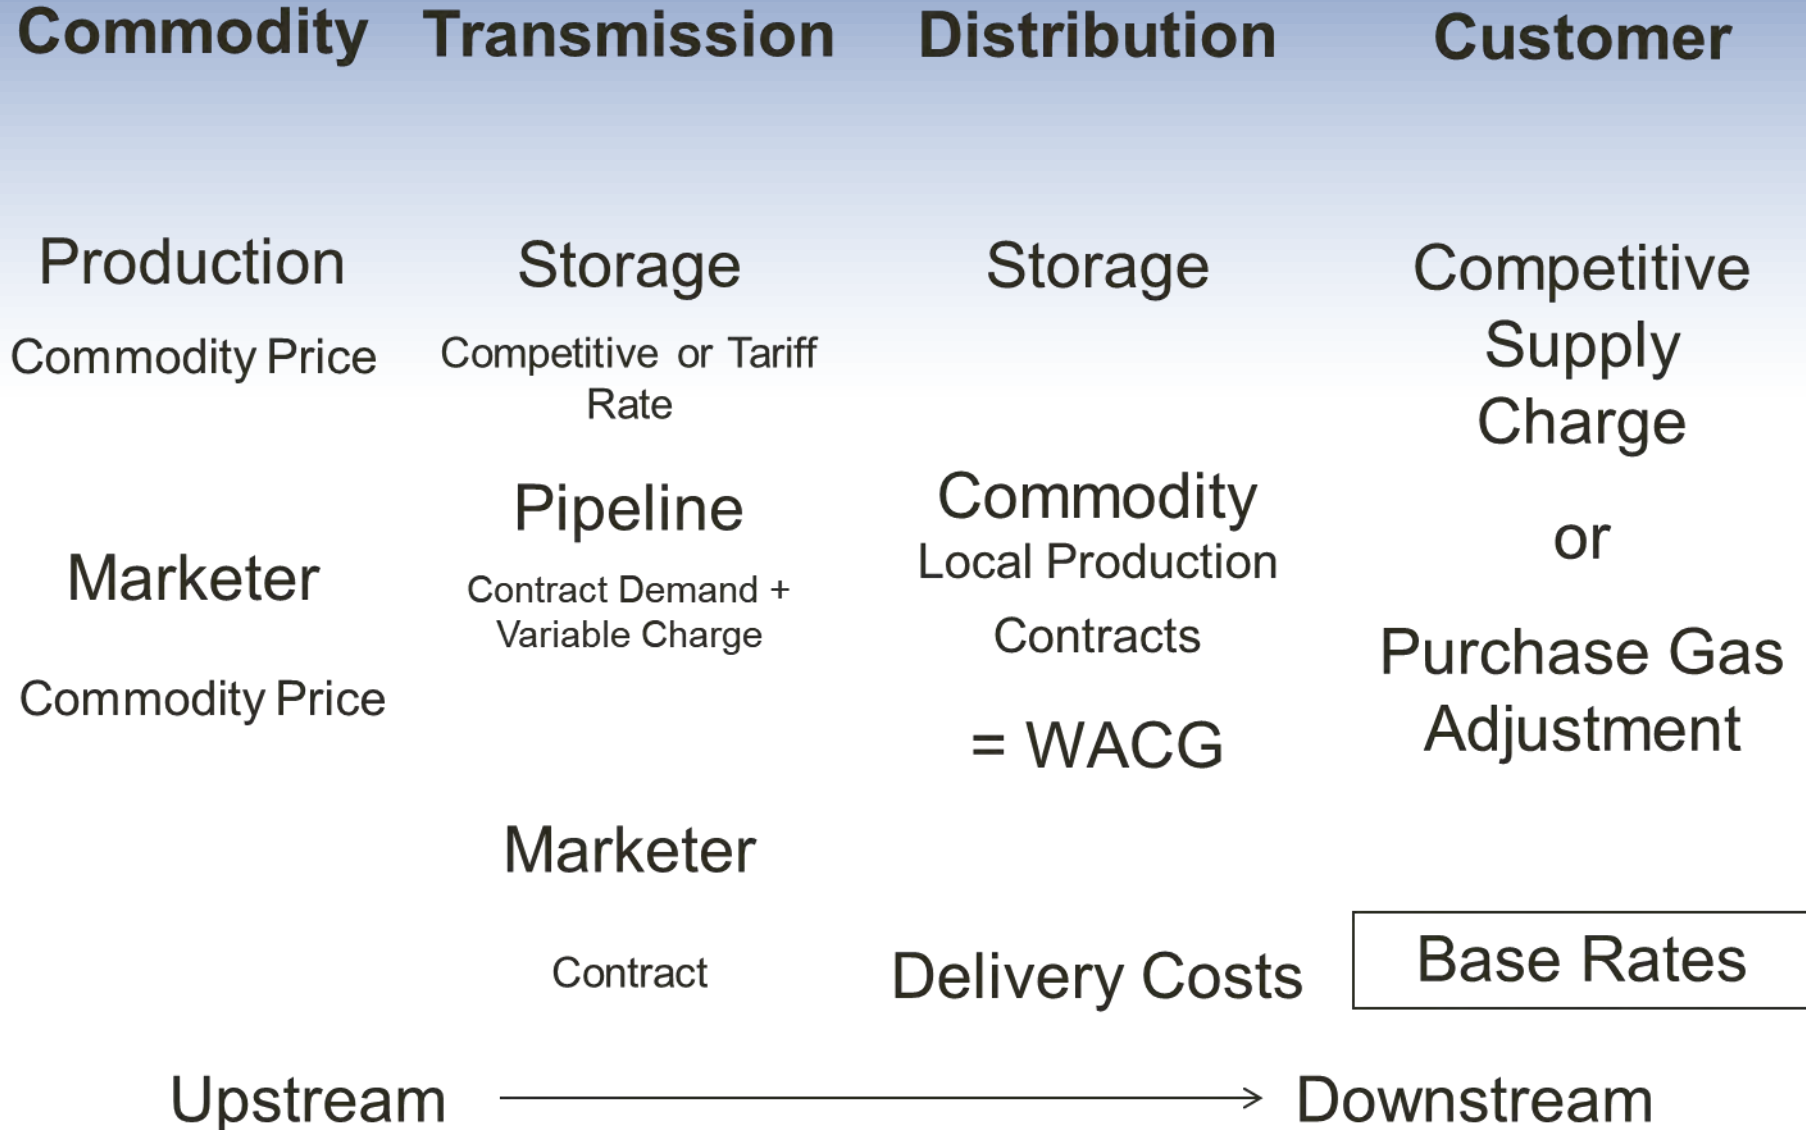 Commodity
Transmission
Distribution
Customer
Production
Commodity Price
Marketer
Commodity Price
Storage
Competitive or Tariff
Rate
Pipeline
Contract Demand +
Variable Charge
Marketer
Contract
Storage
Commodity
Local Production
Contracts
= WACG
Delivery Costs
Competitive
Supply
Charge
or
Purchase Gas
Adjustment
Base Rates
Upstream
Downstream